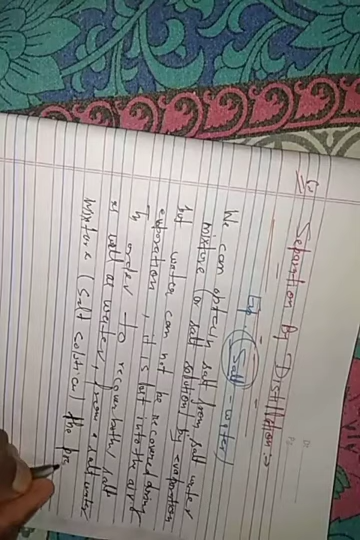 Separation By Distillation :→
Eg. (Salt - water)
We can obtain salt from salt water
mixture (or salt solution) by evaporation
but water can not be recovered during
evaporation, it is lost into the air
In order to recover both, salt
as well as water, from a salt water
mixture (salt solution) the